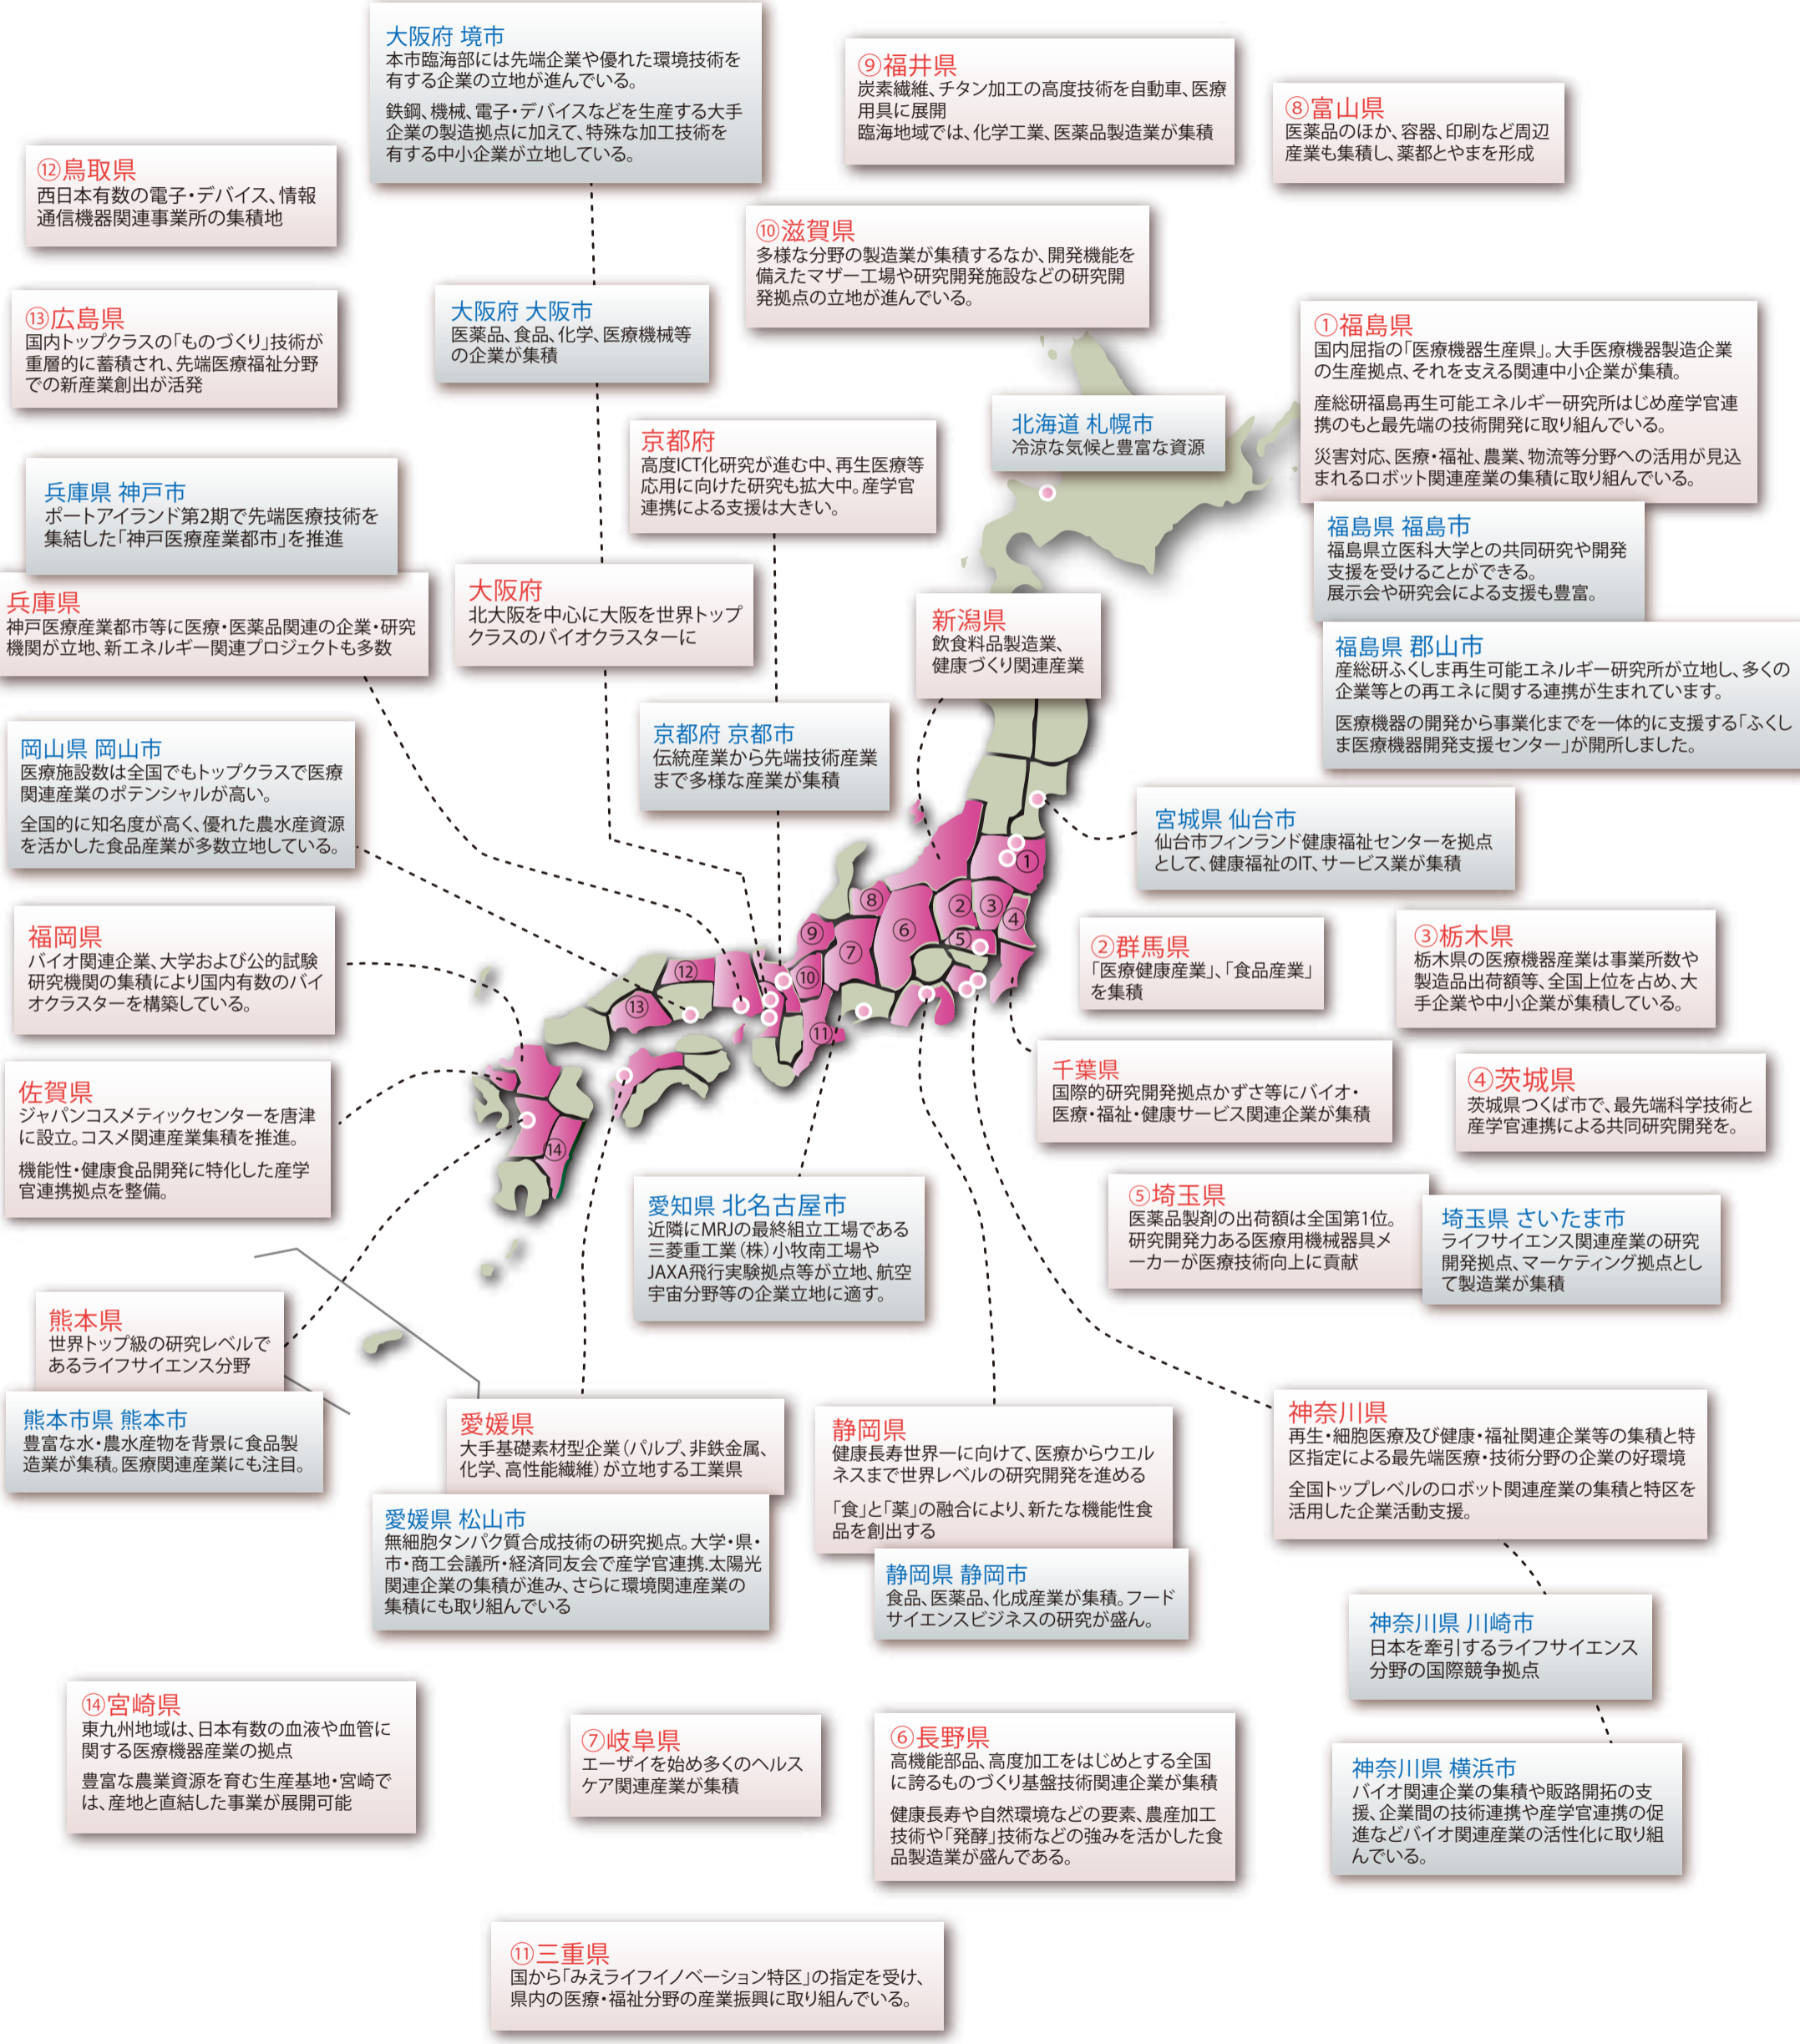 大阪府 境市
本市臨海部には先端企業や優れた環境技術を
有する企業の立地が進んでいる。
鉄鋼、機械、電子・デバイスなどを生産する大手
企業の製造拠点に加えて、特殊な加工技術を
有する中小企業が立地している。
⑨福井県
炭素繊維、チタン加工の高度技術を自動車、医療
用具に展開
臨海地域では、化学工業、医薬品製造業が集積
⑧富山県
医薬品のほか、容器、印刷など周辺
産業も集積し、薬都とやまを形成
⑫鳥取県
西日本有数の電子・デバイス、情報
通信機器関連事業所の集積地
⑩滋賀県
多様な分野の製造業が集積するなか、開発機能を
備えたマザー工場や研究開発施設などの研究開
発拠点の立地が進んでいる。
⑬広島県
国内トップクラスの「ものづくり」技術が
重層的に蓄積され、先端医療福祉分野
での新産業創出が活発
大阪府 大阪市
医薬品、食品、化学、医療機械等
の企業が集積
①福島県
国内屈指の「医療機器生産県」。大手医療機器製造企業
の生産拠点、それを支える関連中小企業が集積。
産総研福島再生可能エネルギー研究所はじめ産学官連
携のもと最先端の技術開発に取り組んでいる。
災害対応、医療・福祉、農業、物流等分野への活用が見込
まれるロボット関連産業の集積に取り組んでいる。
北海道 札幌市
冷涼な気候と豊富な資源
京都府
高度ICT化研究が進む中、再生医療等
応用に向けた研究も拡大中。産学官
連携による支援は大きい。
兵庫県 神戸市
ポートアイランド第2期で先端医療技術を
集結した「神戸医療産業都市」を推進
福島県 福島市
福島県立医科大学との共同研究や開発
支援を受けることができる。
展示会や研究会による支援も豊富。
兵庫県
神戸医療産業都市等に医療・医薬品関連の企業・研究
機関が立地、新エネルギー関連プロジェクトも多数
大阪府
北大阪を中心に大阪を世界トップ
クラスのバイオクラスターに
新潟県
飲食料品製造業、
健康づくり関連産業
福島県 郡山市
産総研ふくしま再生可能エネルギー研究所が立地し、多くの
企業等との再エネに関する連携が生まれています。
医療機器の開発から事業化までを一体的に支援する「ふくし
ま医療機器開発支援センター」が開所しました。
岡山県 岡山市
医療施設数は全国でもトップクラスで医療
関連産業のポテンシャルが高い。
全国的に知名度が高く、優れた農水産資源
を活かした食品産業が多数立地している。
京都府 京都市
伝統産業から先端技術産業
まで多様な産業が集積
宮城県 仙台市
仙台市フィンランド健康福祉センターを拠点
として、健康福祉のIT、サービス業が集積
①
②
③
④
⑤
⑥
⑦
⑧
⑨
⑩
⑪
⑫
⑬
⑭
福岡県
バイオ関連企業、大学および公的試験
研究機関の集積により国内有数のバイ
オクラスターを構築している。
②群馬県
「医療健康産業」、「食品産業」
を集積
③栃木県
栃木県の医療機器産業は事業所数や
製造品出荷額等、全国上位を占め、大
手企業や中小企業が集積している。
佐賀県
ジャパンコスメティックセンターを唐津
に設立。コスメ関連産業集積を推進。
機能性・健康食品開発に特化した産学
官連携拠点を整備。
千葉県
国際的研究開発拠点かずさ等にバイオ・
医療・福祉・健康サービス関連企業が集積
④茨城県
茨城県つくば市で、最先端科学技術と
産学官連携による共同研究開発を。
愛知県 北名古屋市
近隣にMRJの最終組立工場である
三菱重工業（株）小牧南工場や
JAXA飛行実験拠点等が立地、航空
宇宙分野等の企業立地に適す。
⑤埼玉県
医薬品製剤の出荷額は全国第1位。
研究開発力ある医療用機械器具メ
ーカーが医療技術向上に貢献
埼玉県 さいたま市
ライフサイエンス関連産業の研究
開発拠点、マーケティング拠点とし
て製造業が集積
熊本県
世界トップ級の研究レベルで
あるライフサイエンス分野
熊本市県 熊本市
豊富な水・農水産物を背景に食品製
造業が集積。医療関連産業にも注目。
愛媛県
大手基礎素材型企業（パルプ、非鉄金属、
化学、高性能繊維）が立地する工業県
愛媛県 松山市
無細胞タンパク質合成技術の研究拠点。大学・県・
市・商工会議所・経済同友会で産学官連携.太陽光
関連企業の集積が進み、さらに環境関連産業の
集積にも取り組んでいる
静岡県
健康長寿世界一に向けて、医療からウエル
ネスまで世界レベルの研究開発を進める
「食」と「薬」の融合により、新たな機能性食
品を創出する
静岡県 静岡市
食品、医薬品、化成産業が集積。フード
サイエンスビジネスの研究が盛ん。
神奈川県
再生・細胞医療及び健康・福祉関連企業等の集積と特
区指定による最先端医療・技術分野の企業の好環境
全国トップレベルのロボット関連産業の集積と特区を
活用した企業活動支援。
神奈川県 川崎市
日本を牽引するライフサイエンス
分野の国際競争拠点
神奈川県 横浜市
バイオ関連企業の集積や販路開拓の支
援、企業間の技術連携や産学官連携の促
進などバイオ関連産業の活性化に取り組
んでいる。
⑭宮崎県
東九州地域は、日本有数の血液や血管に
関する医療機器産業の拠点
豊富な農業資源を育む生産基地・宮崎で
は、産地と直結した事業が展開可能
⑦岐阜県
エーザイを始め多くのヘルス
ケア関連産業が集積
⑥長野県
高機能部品、高度加工をはじめとする全国
に誇るものづくり基盤技術関連企業が集積
健康長寿や自然環境などの要素、農産加工
技術や「発酵」技術などの強みを活かした食
品製造業が盛んである。
⑪三重県
国から「みえライフイノベーション特区」の指定を受け、
県内の医療・福祉分野の産業振興に取り組んでいる。